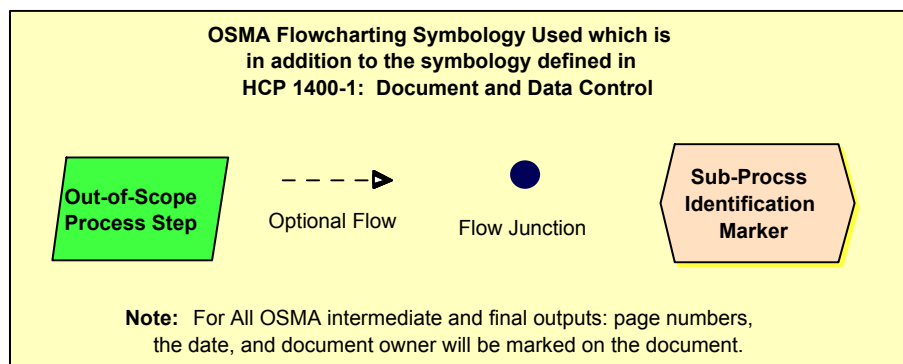 OSMA Flowcharting Symbology Used which is
in addition to the symbology defined in
HCP 1400-1: Document and Data Control
Out-of-Scope
Process Step
Optional Flow
Flow Junction
Sub-Procss
Identification
Marker
Note: For All OSMA intermediate and final outputs: page numbers,
the date, and document owner will be marked on the document.